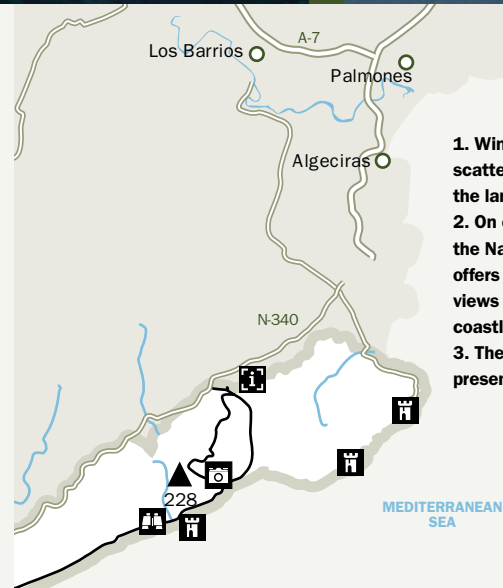 A-7
Los Barrios
Palmones
Algeciras
N-340
228
MEDITERRANEAN
SEA
1. Win
scatte
the lar
2. On
the Na
offers
views
coastl
3. The
preser